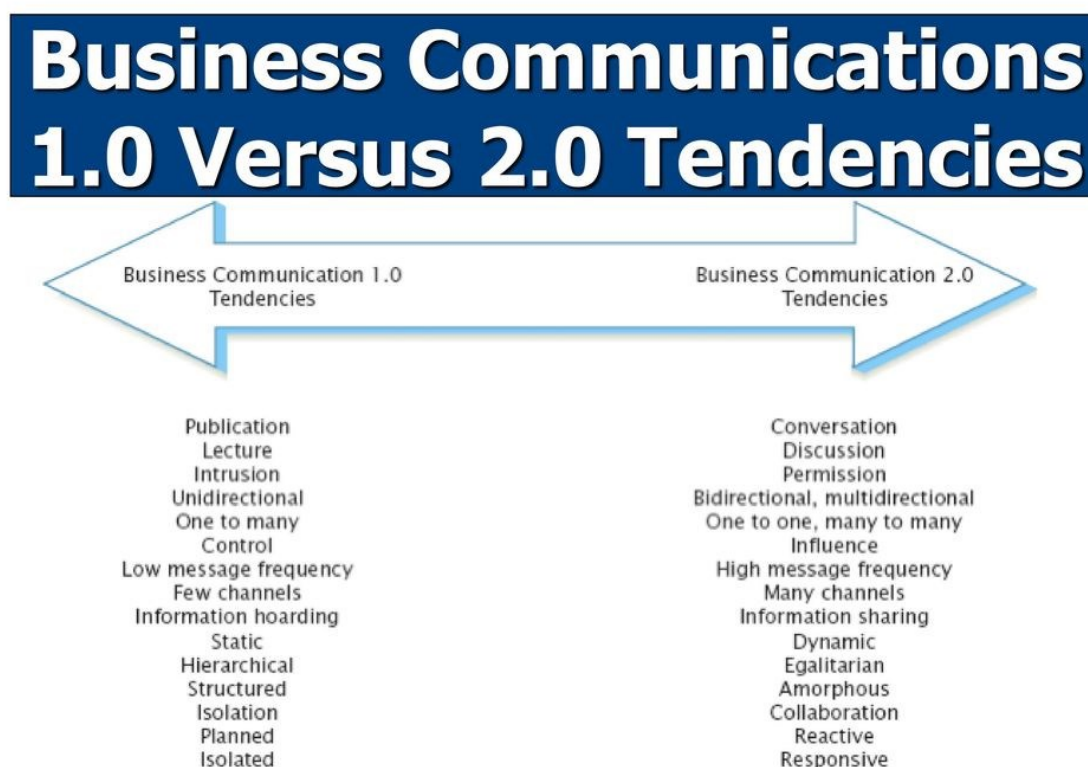 Business Communications
1.0 Versus 2.0 Tendencies
Business Communication 1.0
Tendencies
Business Communication 2.0
Tendencies
Publication
Lecture
Intrusion
Unidirectional
One to many
Control
Low message frequency
Few channels
Information hoarding
Static
Hierarchical
Structured
Isolation
Planned
Isolated
Conversation
Discussion
Permission
Bidirectional, multidirectional
One to one, many to many
Influence
High message frequency
Many channels
Information sharing
Dynamic
Egalitarian
Amorphous
Collaboration
Reactive
Responsive